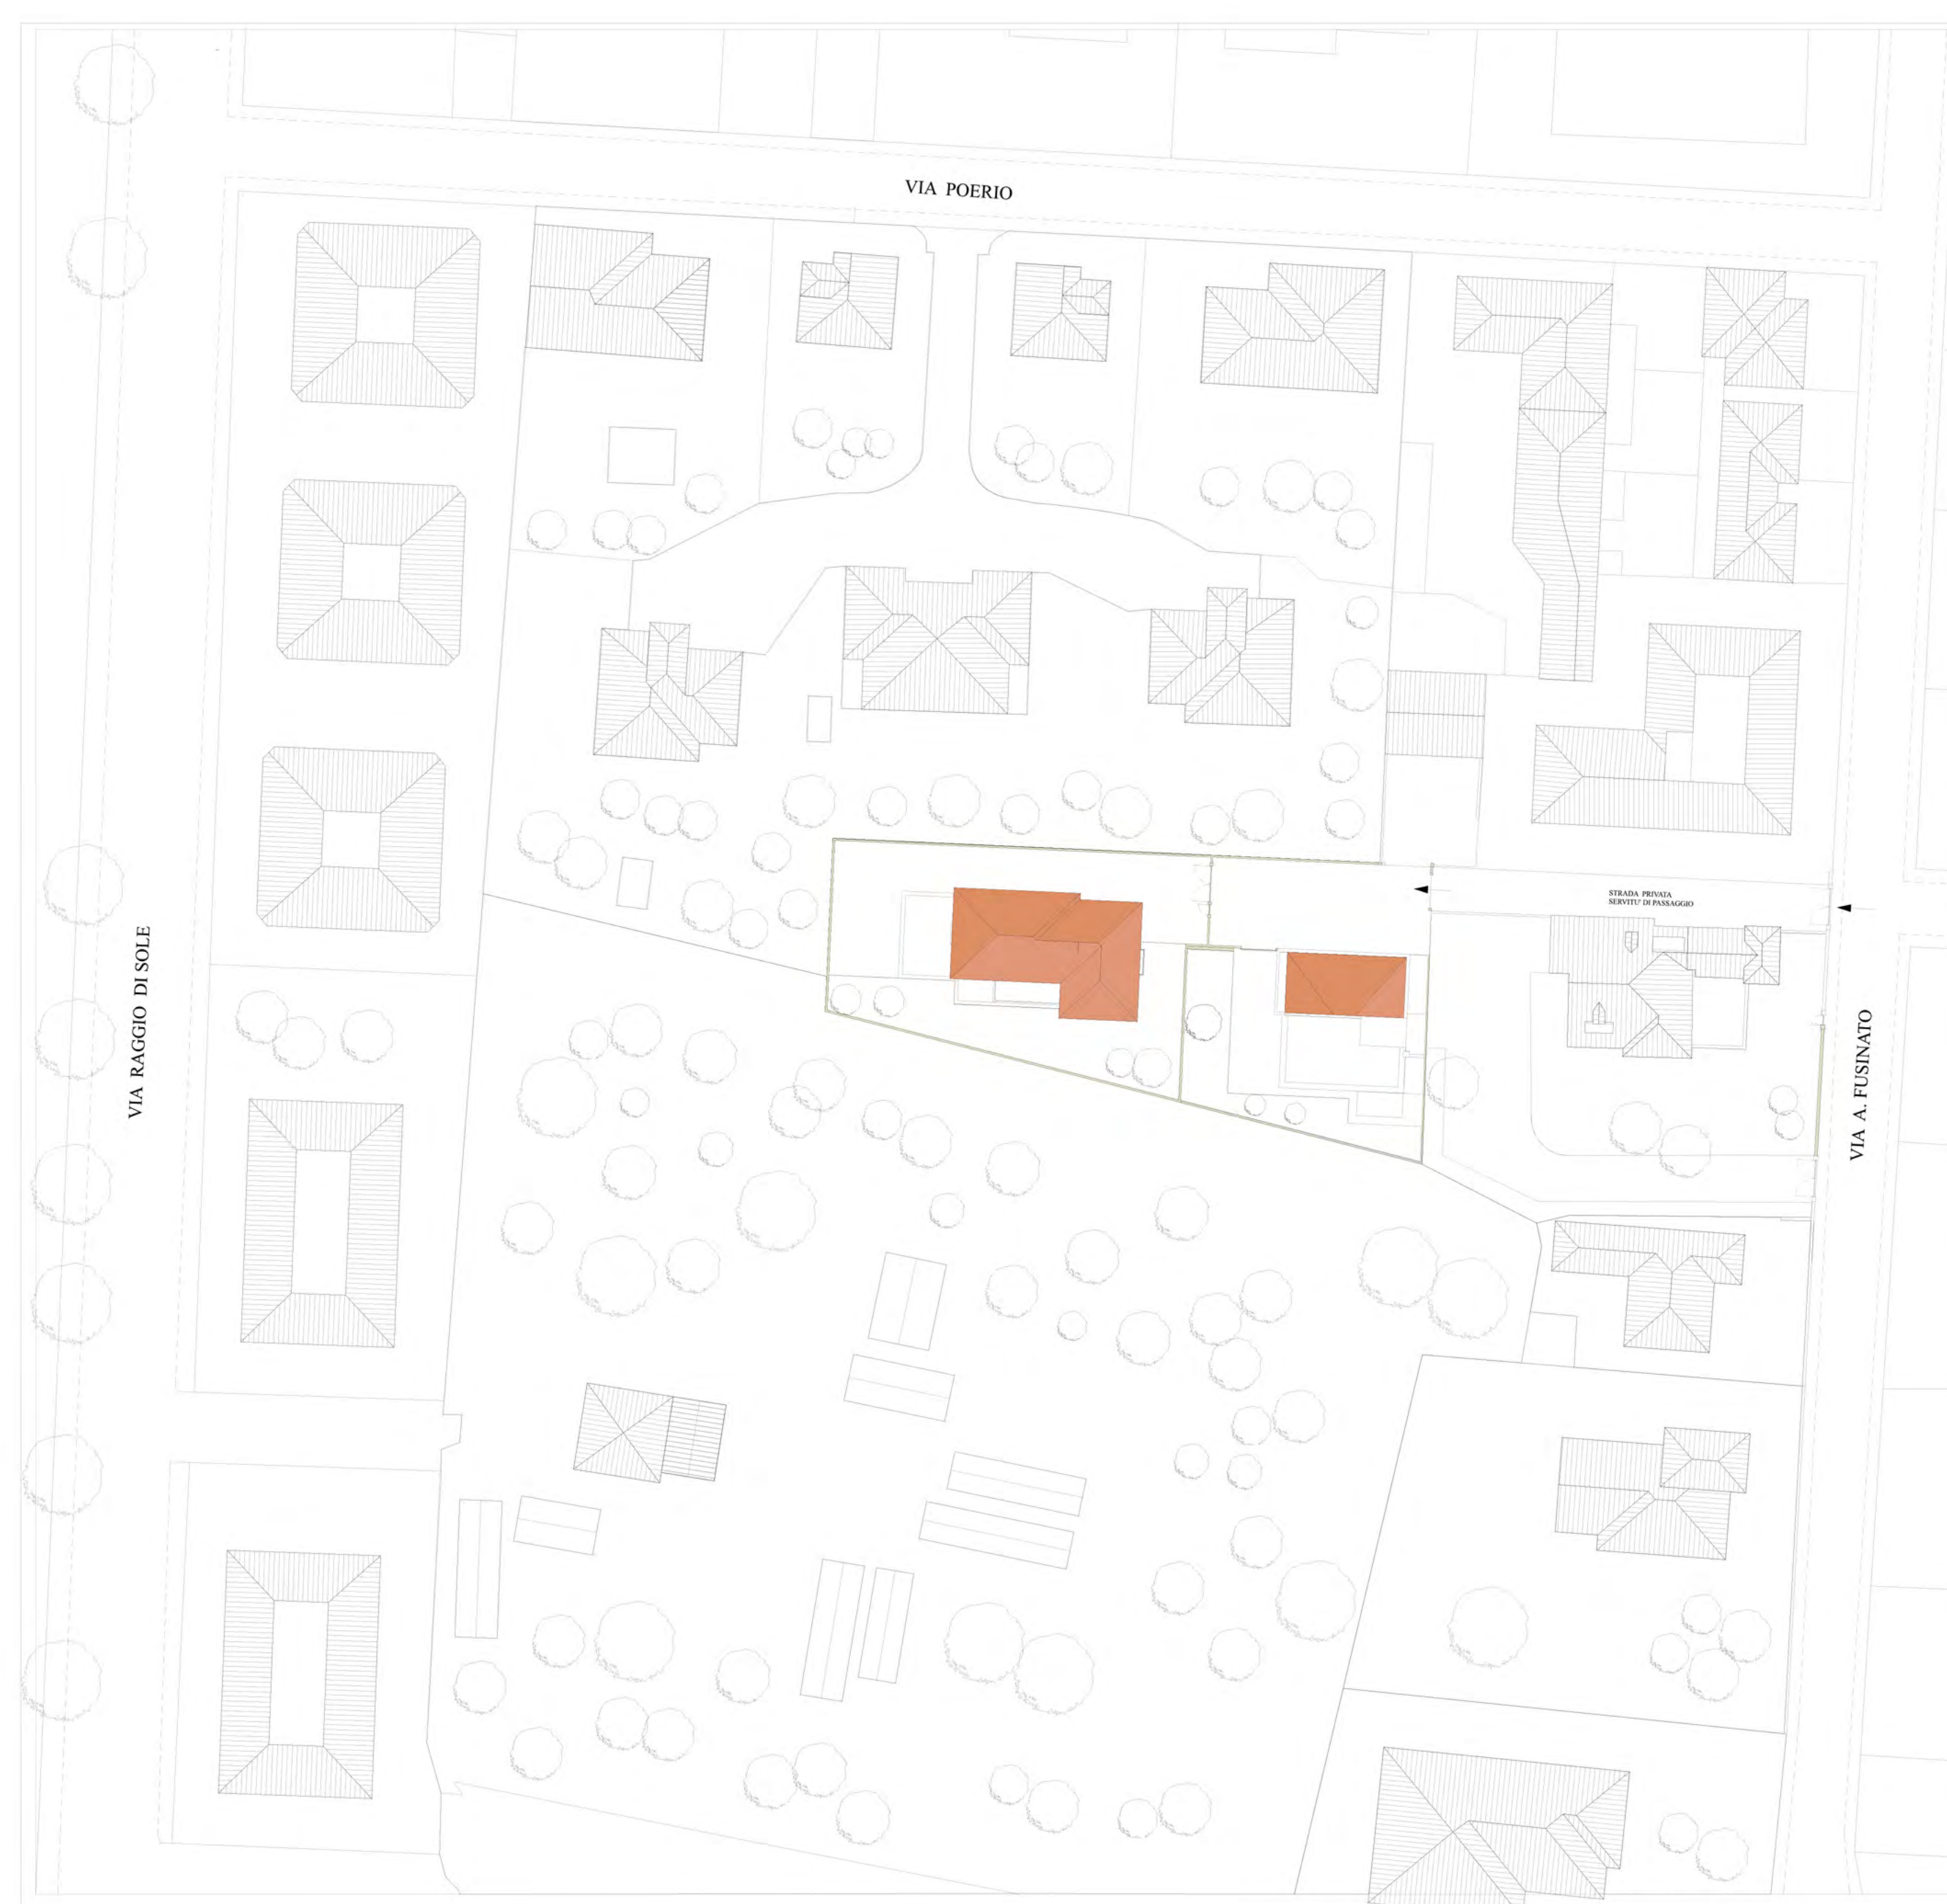 VIA POERIO
STRADA PRIVATA
SERVITU' DI PASSAGGIO
VIA RAGGIO DI SOLE
VIA A. FUSINATO